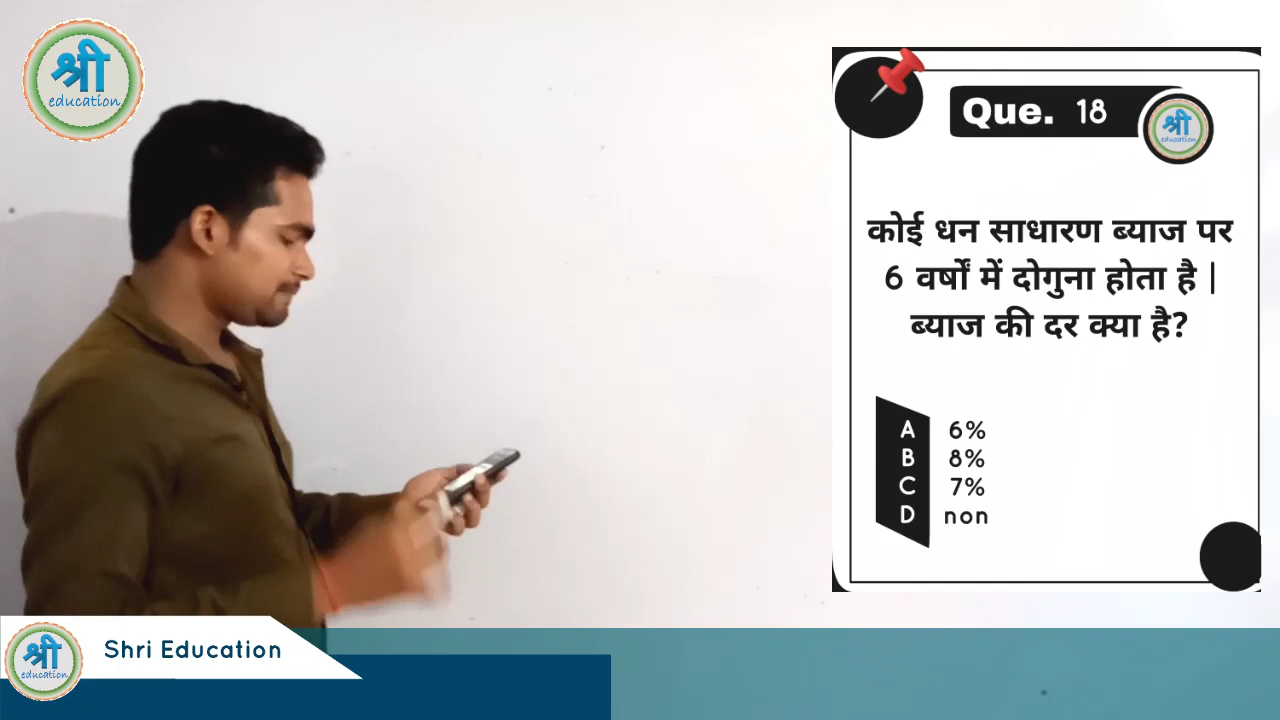 श्री
education
Que. 18
श्री
education
कोई धन साधारण ब्याज पर
6 वर्षों में दोगुना होता है |
ब्याज की दर क्या है?
A 6%
B 8%
C 7%
D non
श्री
education
Shri Education